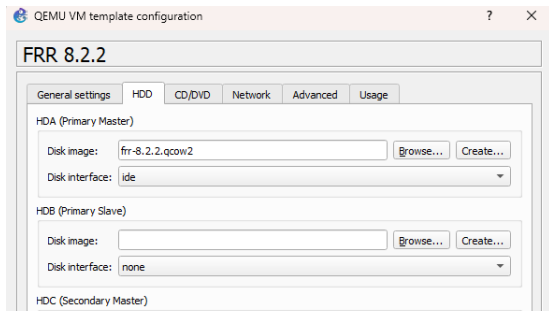 QEMU VM template configuration ? ×
FRR 8.2.2
General settings HDD CD/DVD Network Advanced Usage
HDA (Primary Master)
Disk image: frr-8.2.2.qcow2 Browse... Create...
Disk interface: ide
HDB (Primary Slave)
Disk image: Browse... Create...
Disk interface: none
HDC (Secondary Master)